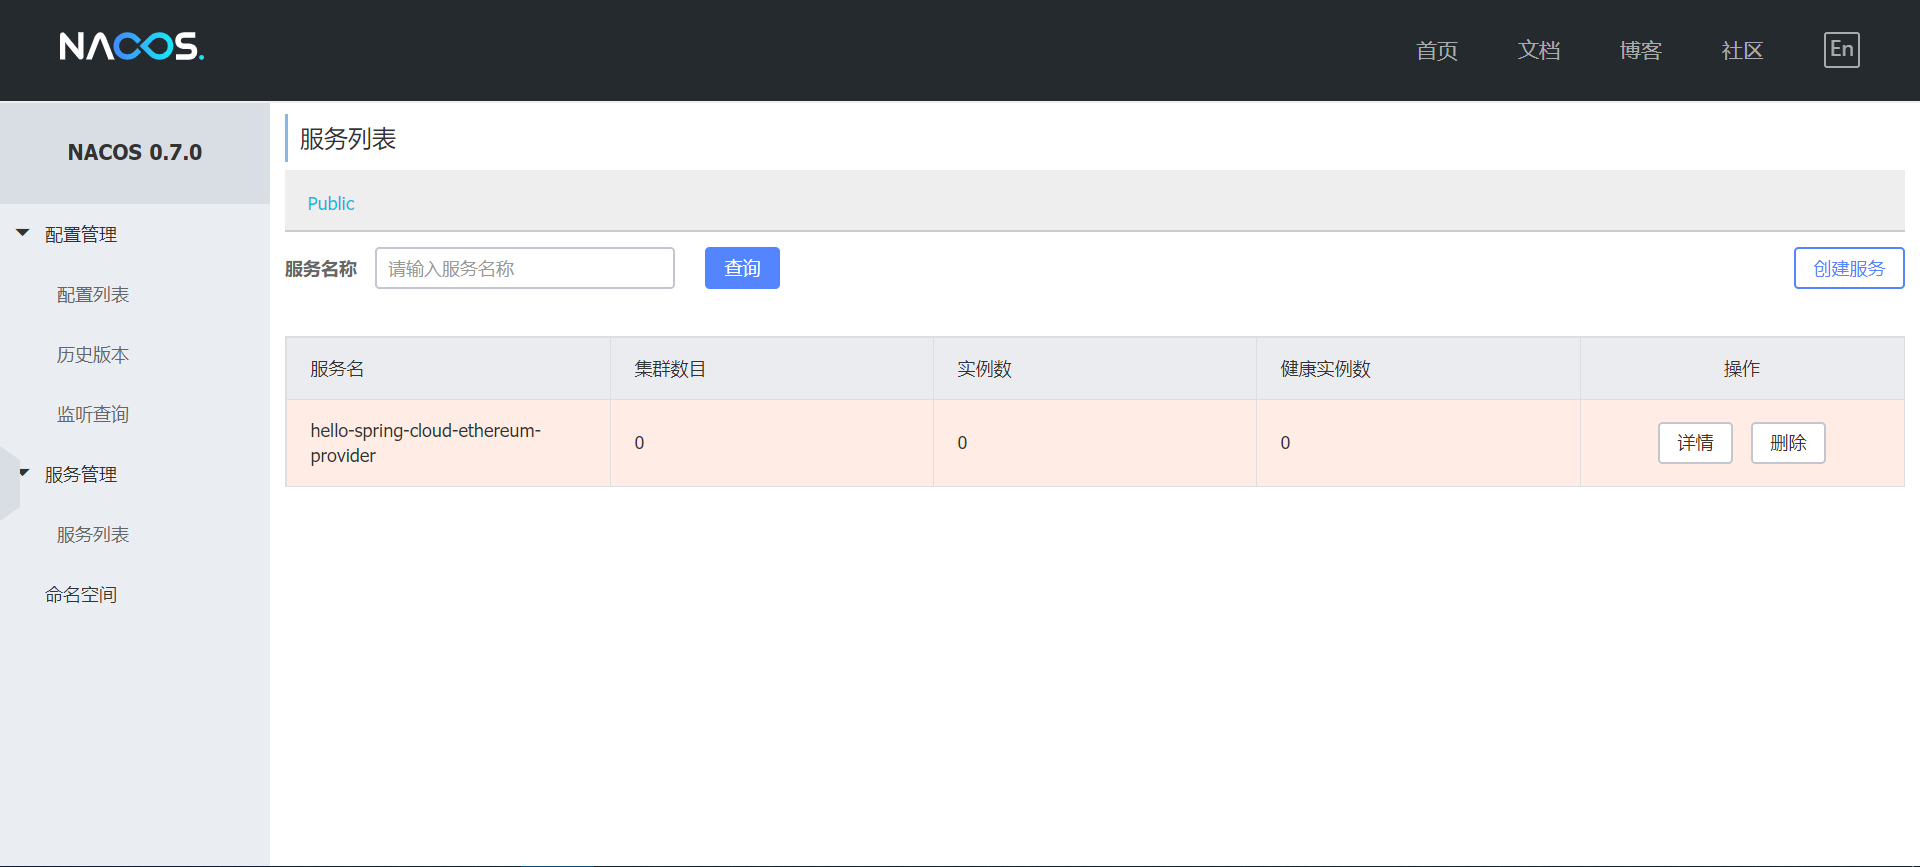 NACOS.
首页 文档 博客 社区 En
NACOS 0.7.0
配置管理
配置列表
历史版本
监听查询
服务管理
服务列表
命名空间
服务列表
Public
服务名称 请输入服务名称 查询 创建服务
服务名 集群数目 实例数 健康实例数 操作
hello-spring-cloud-ethereum-
provider 0 0 0 详情 删除